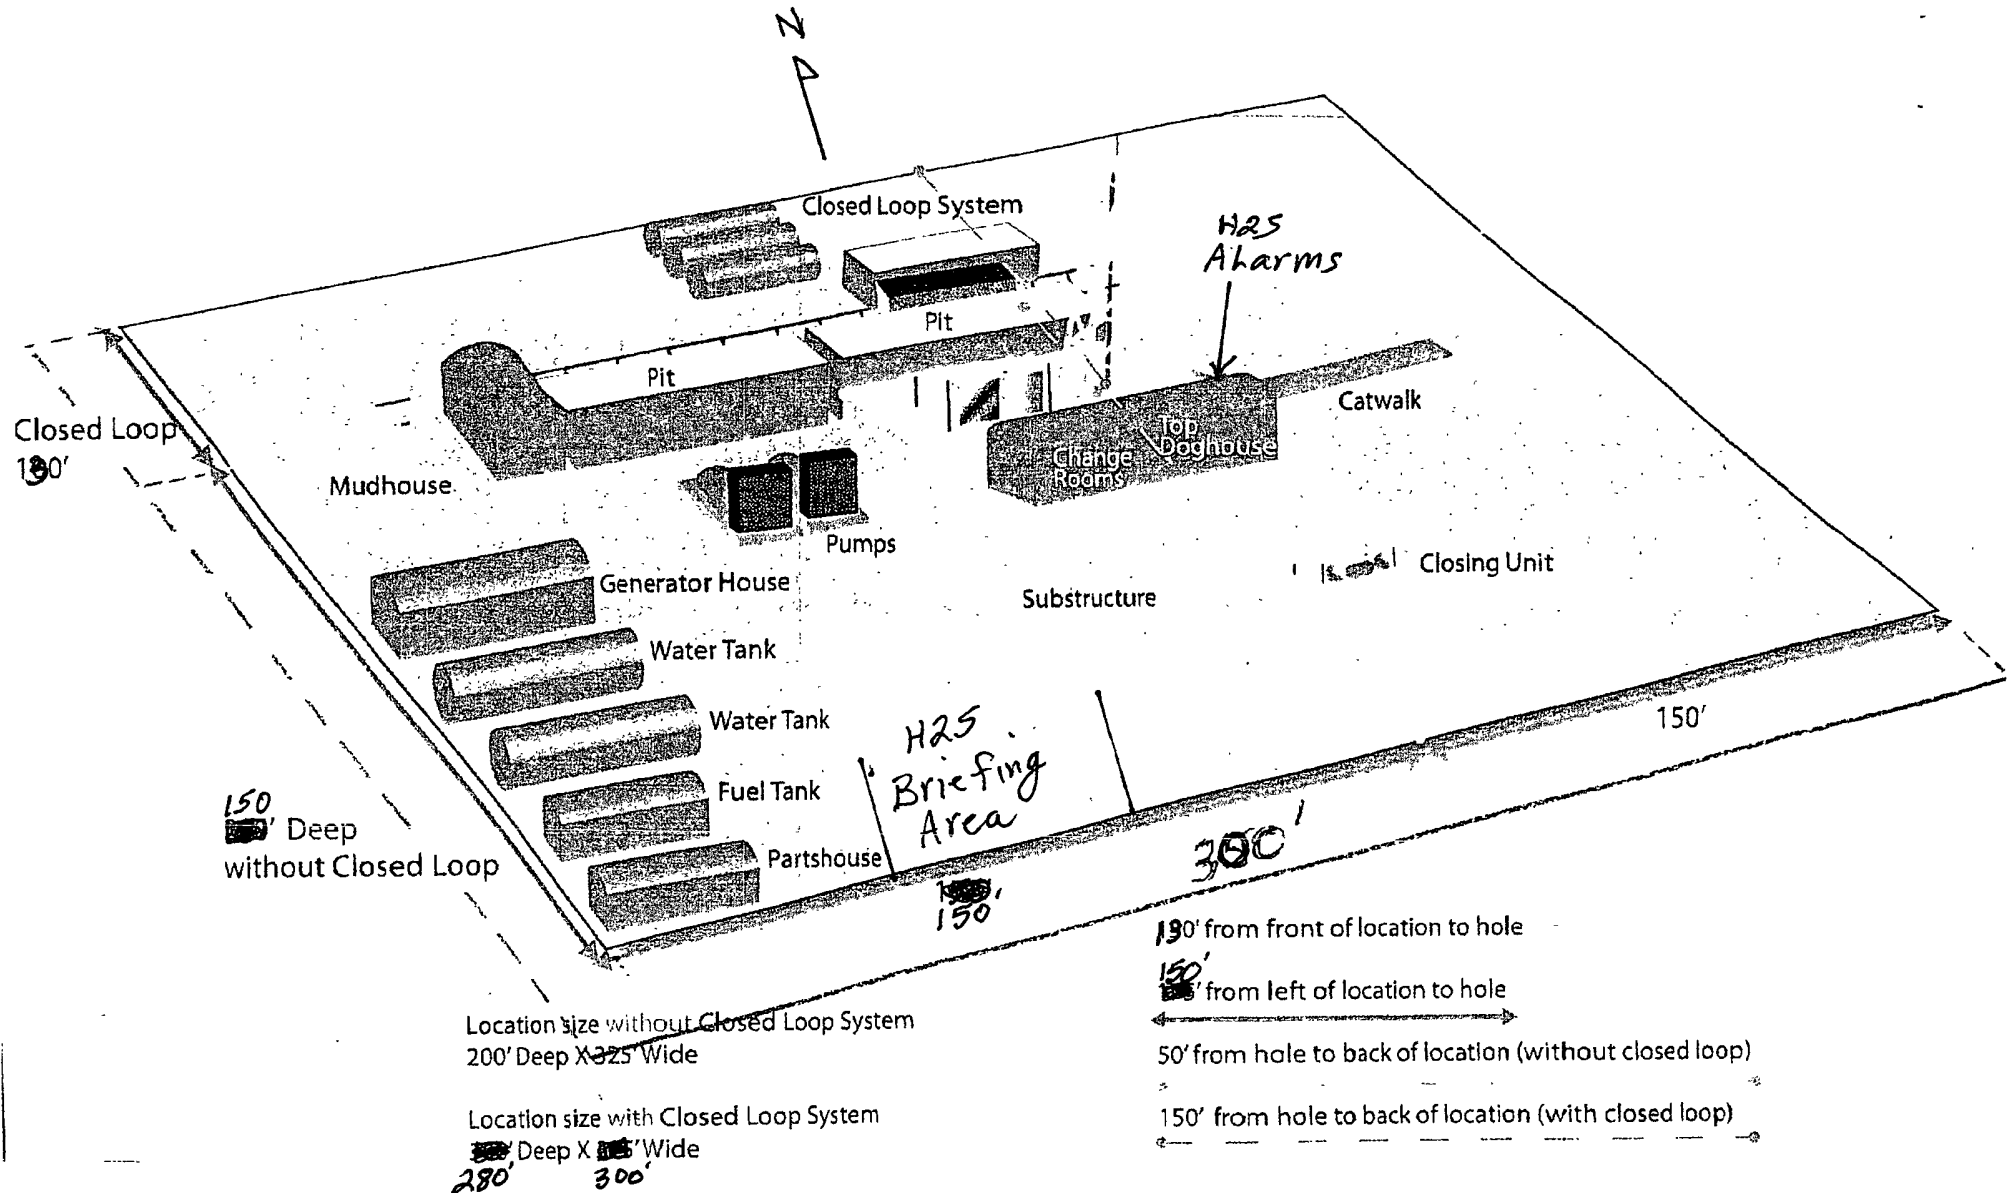 N
Closed Loop System
H2S
Alarms
Pit
Pit
Catwalk
Closed Loop
130'
Top
Doghouse
Change
Rooms
Mudhouse
Pumps
Closing Unit
Generator House
Substructure
Water Tank
Water Tank
H2S
Briefing
Area
150'
Fuel Tank
150
' Deep
without Closed Loop
Partshouse
300'
150'
130' from front of location to hole
150'
' from left of location to hole
Location size without Closed Loop System
200' Deep X 325' Wide
50' from hole to back of location (without closed loop)
Location size with Closed Loop System
' Deep X ' Wide
280' 300'
150' from hole to back of location (with closed loop)